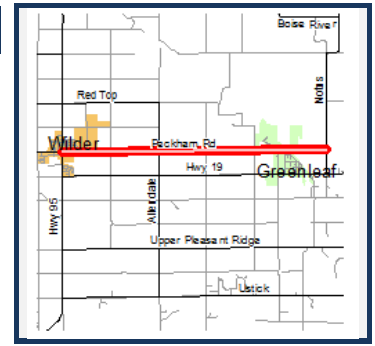 Boise River
Red Top
Notus
Wilder
Peckham Rd
Hwy 19
Greenleaf
Allendale
Hwy 95
Upper Pleasant Ridge
Ustick